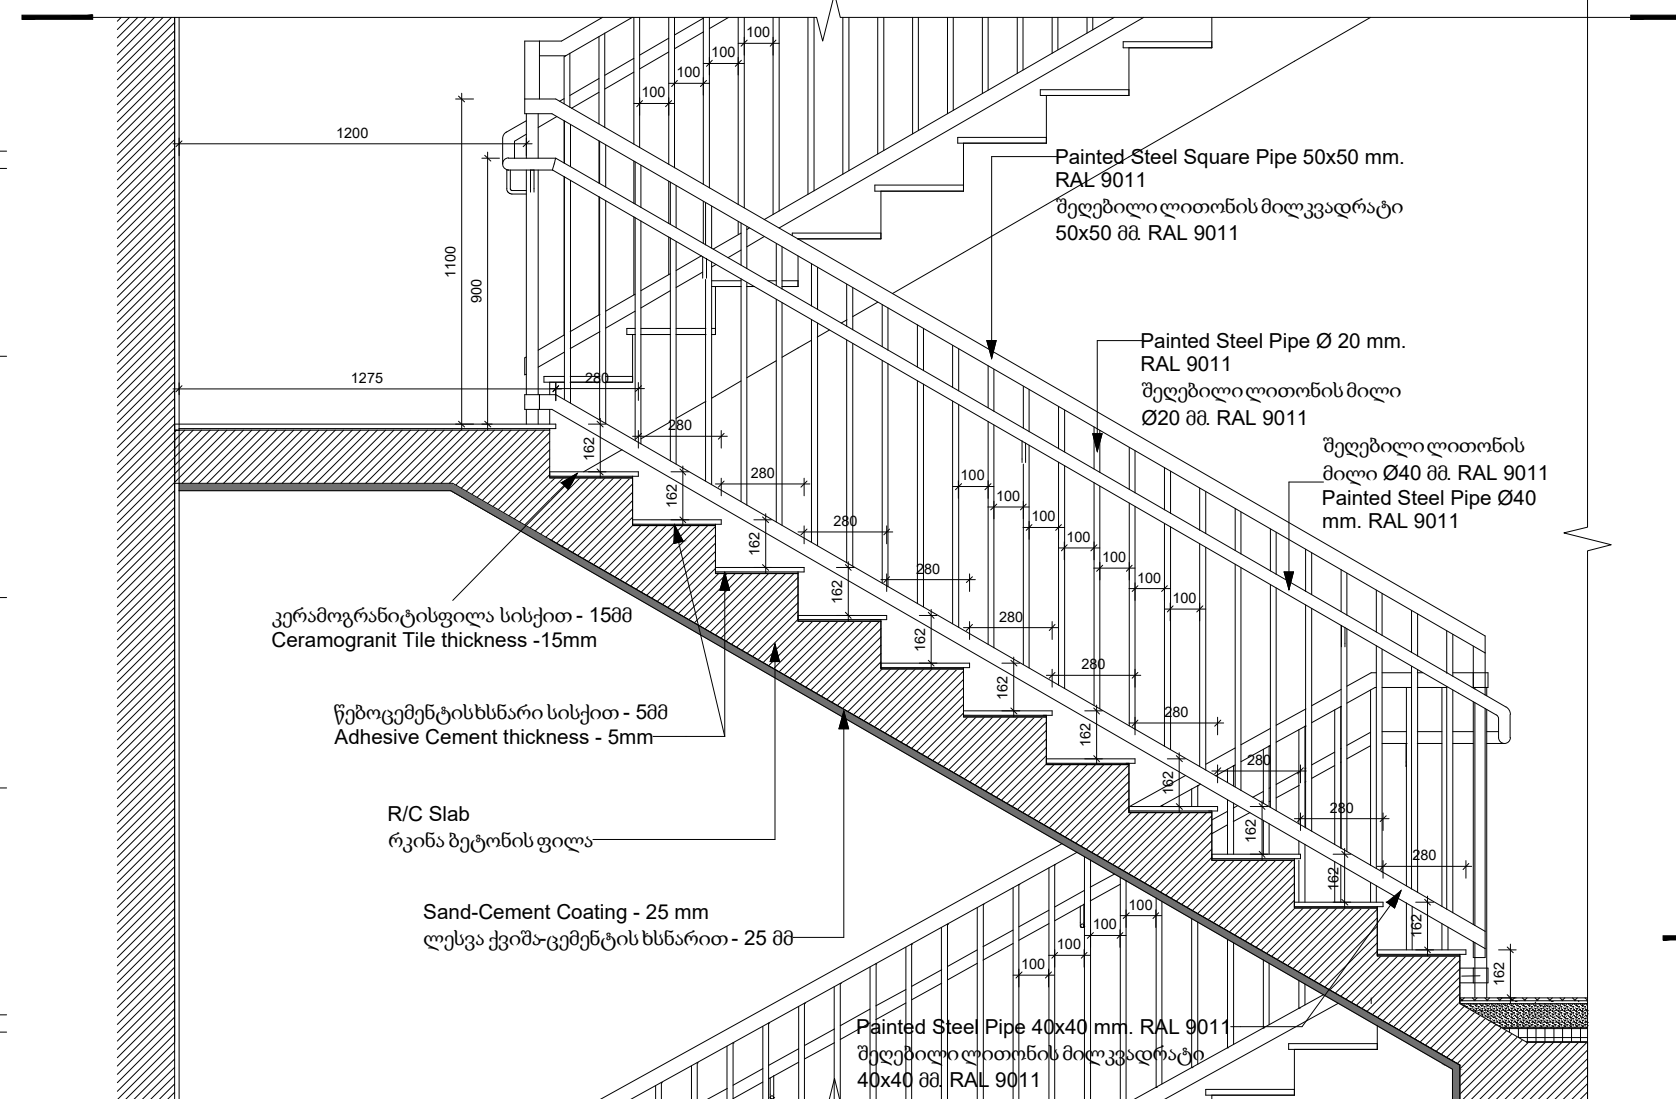 100
100
100
100
1200
1100
900
1275
Painted Steel Square Pipe 50x50 mm.
RAL 9011
შეღებილი ლითონის მილკვადრატი
50x50 მმ. RAL 9011
Painted Steel Pipe Ø 20 mm.
RAL 9011
შეღებილი ლითონის მილი
Ø20 მმ. RAL 9011
შეღებილი ლითონის
მილი Ø40 მმ. RAL 9011
Painted Steel Pipe Ø40
mm. RAL 9011
280
162
280
162
280
162
280
162
280
162
280
162
280
162
280
162
280
162
280
162
280
162
162
100
100
100
100
100
100
100
კერამოგრანიტის ფილა სისქით - 15მმ
Ceramogranit Tile thickness -15mm
წებოცემენტის ხსნარი სისქით - 5მმ
Adhesive Cement thickness - 5mm
R/C Slab
რკინა ბეტონის ფილა
Sand-Cement Coating - 25 mm
ლესვა ქვიშა-ცემენტის ხსნარით - 25 მმ
100
100
100
100
Painted Steel Pipe 40x40 mm. RAL 9011
შეღებილი ლითონის მილკვადრატი
40x40 მმ. RAL 9011